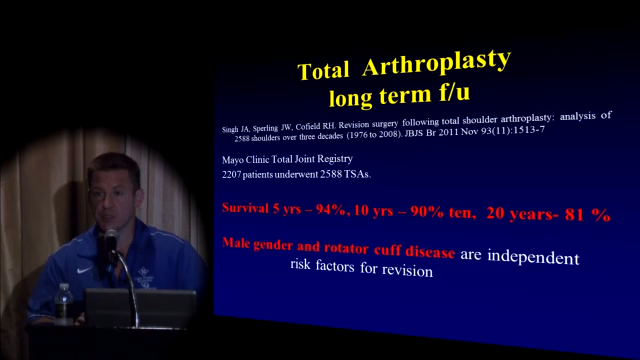 Total Arthroplasty
long term f/u
Singh JA, Sperling JW, Cofield RH. Revision surgery following total shoulder arthroplasty: analysis of
2588 shoulders over three decades (1976 to 2008). JBJS Br 2011 Nov 93(11):1513-7
Mayo Clinic Total Joint Registry
2207 patients underwent 2588 TSAs.
Survival 5 yrs – 94%, 10 yrs – 90% ten, 20 years- 81 %
Male gender and rotator cuff disease are independent
risk factors for revision